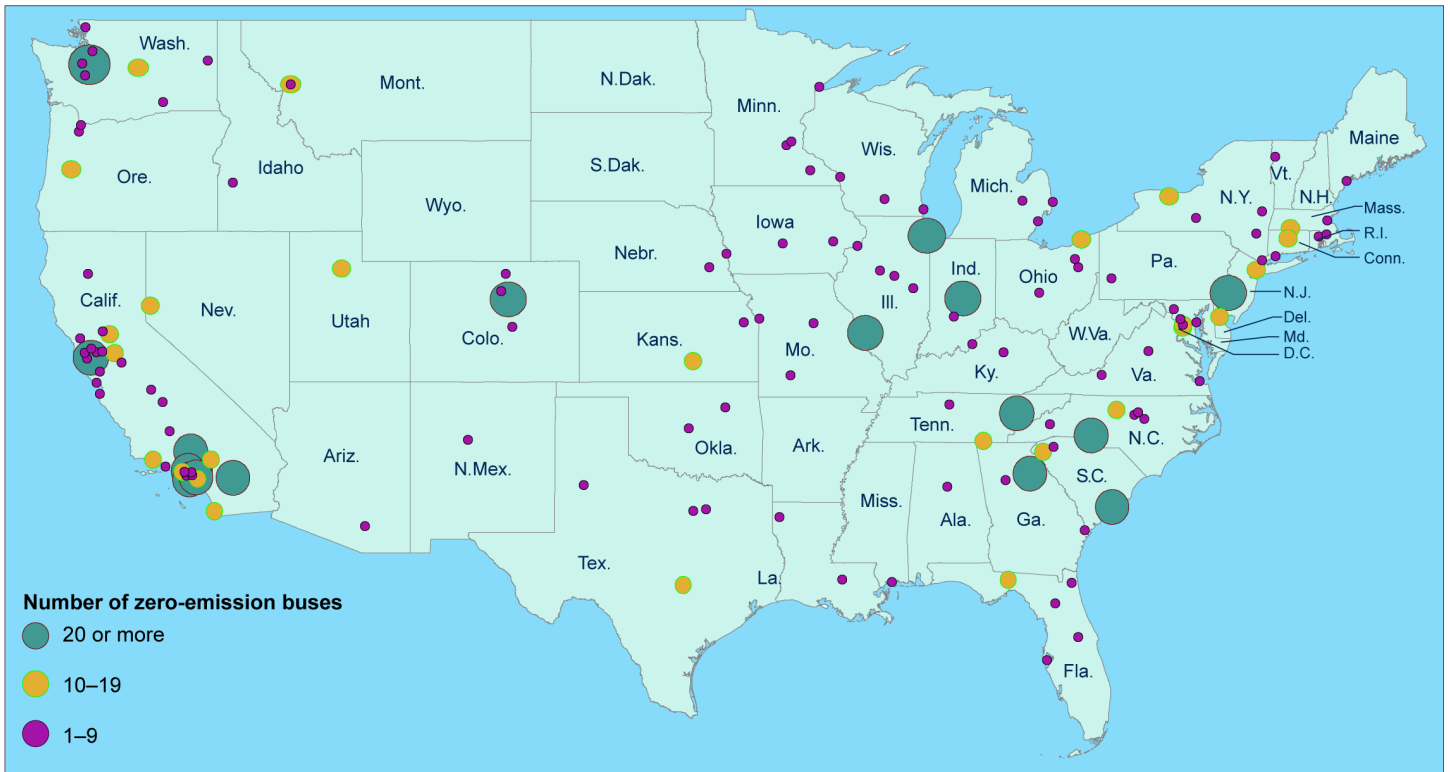 Wash.
Mont.
N.Dak.
Minn.
Maine
Ore.
Idaho
S.Dak.
Wis.
Mich.
Vt.
N.H.
N.Y.
Mass.
R.I.
Conn.
Wyo.
Iowa
Nebr.
Pa.
Ind.
Ohio
Ill.
N.J.
Calif.
Nev.
Utah
Colo.
Kans.
Mo.
W.Va.
Del.
Md.
D.C.
Ky.
Va.
Tenn.
N.C.
Ariz.
N.Mex.
Okla.
Ark.
S.C.
Miss.
Ala.
Ga.
Tex.
La.
Fla.
Number of zero-emission buses
20 or more
10–19
1–9